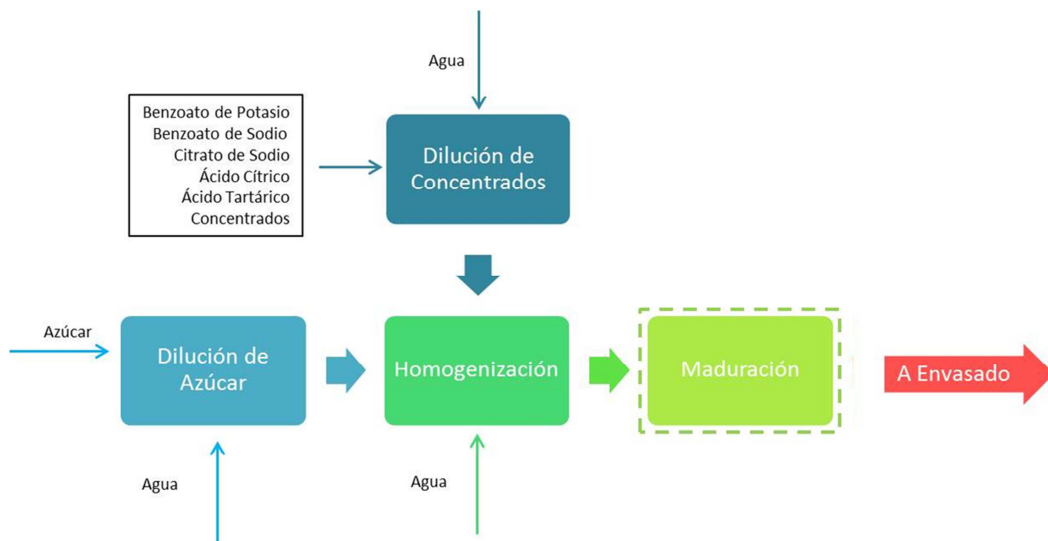 Agua
Benzoato de Potasio
Benzoato de Sodio
Citrato de Sodio
Ácido Cítrico
Ácido Tartárico
Concentrados
Dilución de
Concentrados
Azúcar
Dilución de
Azúcar
Homogenización
Maduración
A Envasado
Agua
Agua